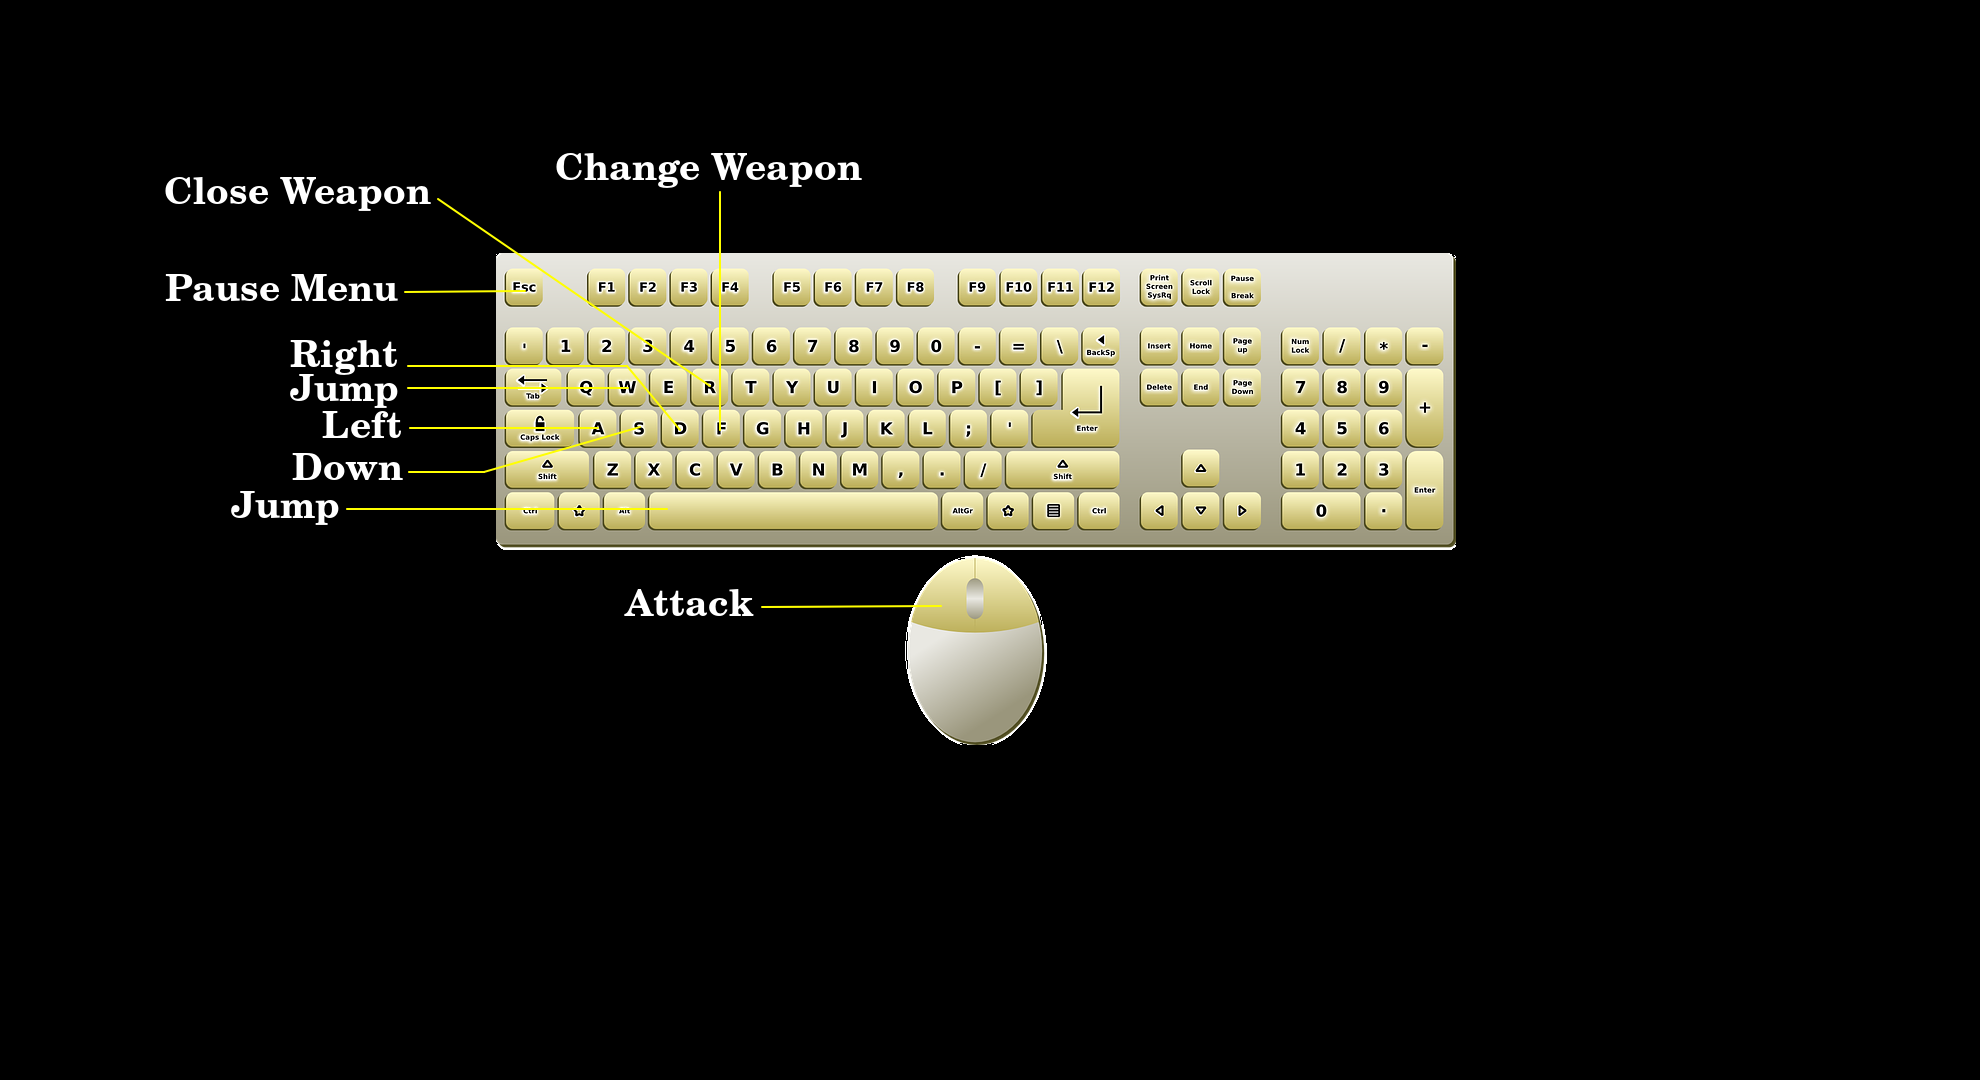 Change Weapon
Close Weapon
Pause Menu
Right
Jump
Left
Down
Jump
Attack
Esc F1 F2 F3 F4 F5 F6 F7 F8 F9 F10 F11 F12 Print Screen SysRq Scroll Lock Pause Break
' 1 2 3 4 5 6 7 8 9 0 - = \ BackSp Insert Home Page up Num Lock / * -
Tab Q W E R T Y U I O P [ ] Delete End Page Down 7 8 9 +
Caps Lock A S D F G H J K L ; ' Enter 4 5 6
Shift Z X C V B N M , . / Shift 1 2 3 Enter
Ctrl Alt AltGr Ctrl 0 .